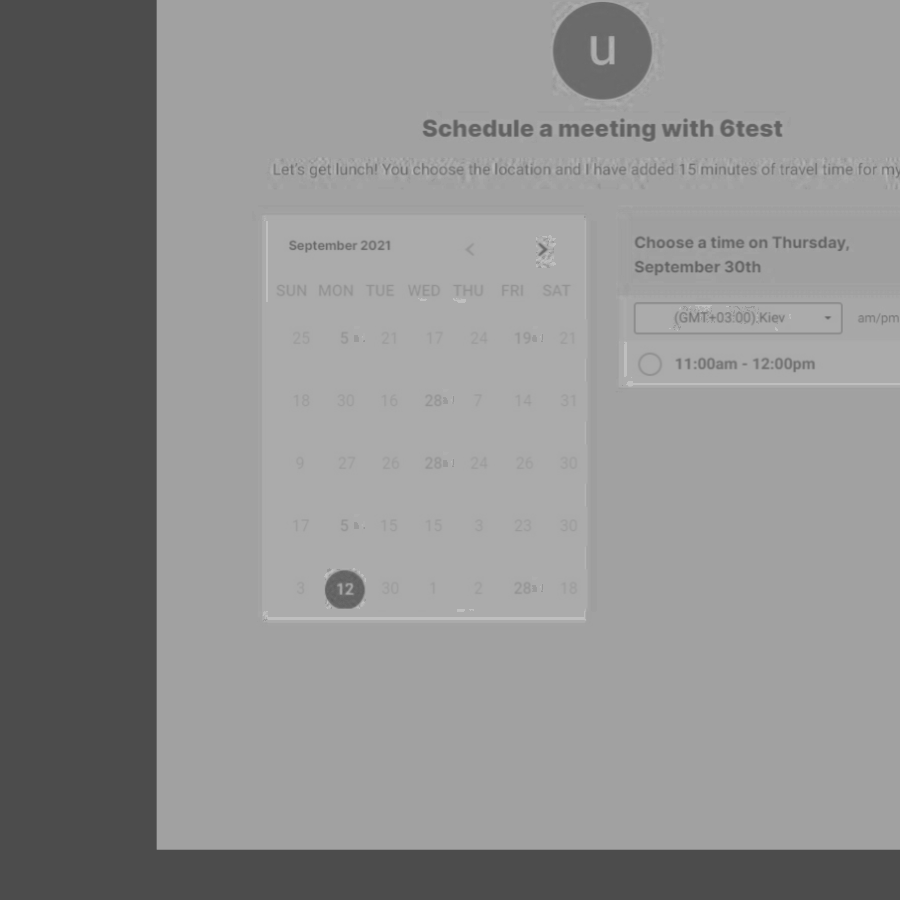 u
Schedule a meeting with 6test
Let's get lunch! You choose the location and I have added 15 minutes of travel time for my
September 2021
SUN MON TUE WED THU FRI SAT
25 5 21 17 24 19 21
18 30 16 28 7 14 31
9 27 26 28 24 26 30
17 5 15 15 3 23 30
3 12 30 1 2 28 18
Choose a time on Thursday,
September 30th
(GMT+03:00) Kiev am/pm
11:00am - 12:00pm